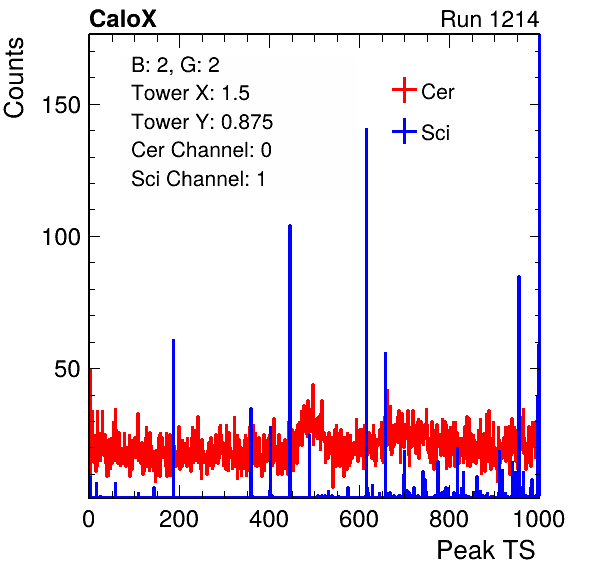 CaloX Run 1214
Counts
B: 2, G: 2
Tower X: 1.5
Tower Y: 0.875
Cer Channel: 0
Sci Channel: 1
Cer
Sci
150
100
50
0 200 400 600 800 1000
Peak TS